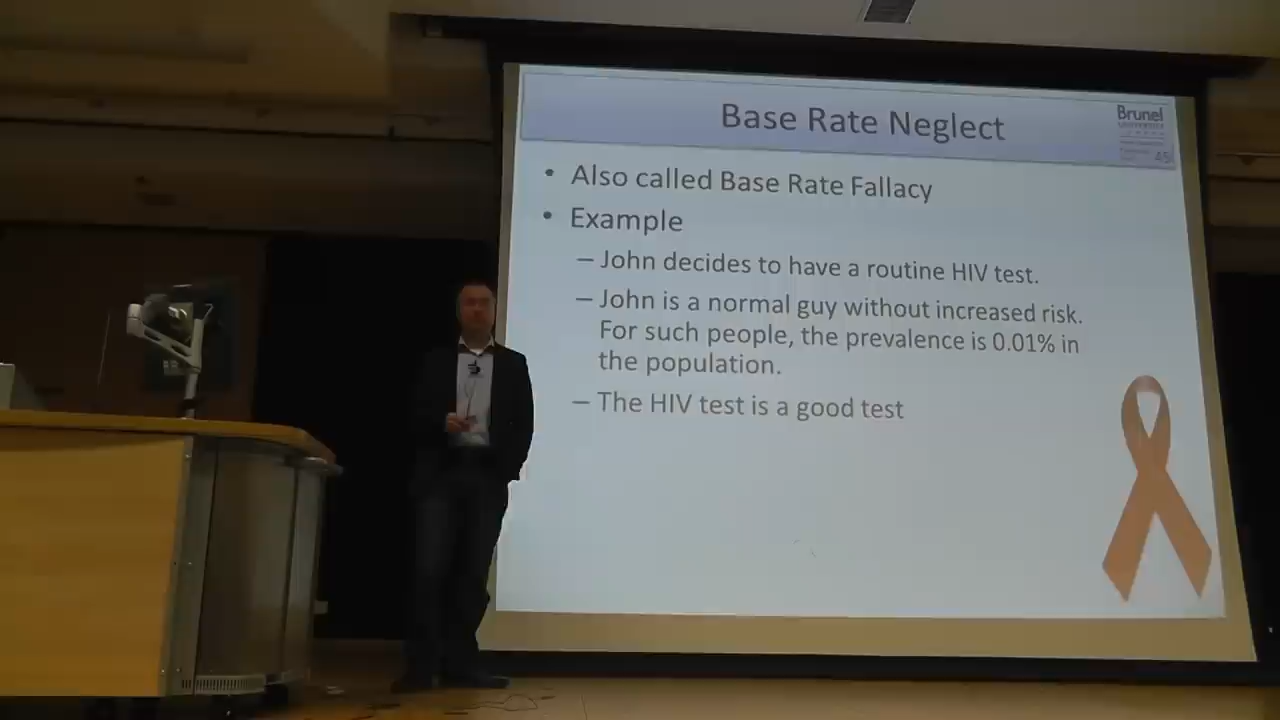 Base Rate Neglect
Brunel
UNIVERSITY
45
• Also called Base Rate Fallacy
• Example
– John decides to have a routine HIV test.
– John is a normal guy without increased risk.
For such people, the prevalence is 0.01% in
the population.
– The HIV test is a good test